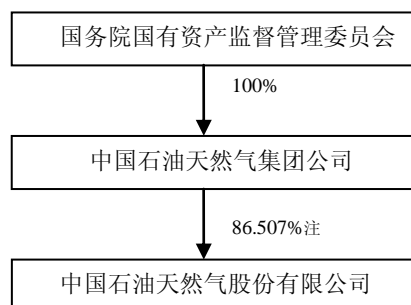 国务院国有资产监督管理委员会
100%
中国石油天然气集团公司
86.507%注
中国石油天然气股份有限公司